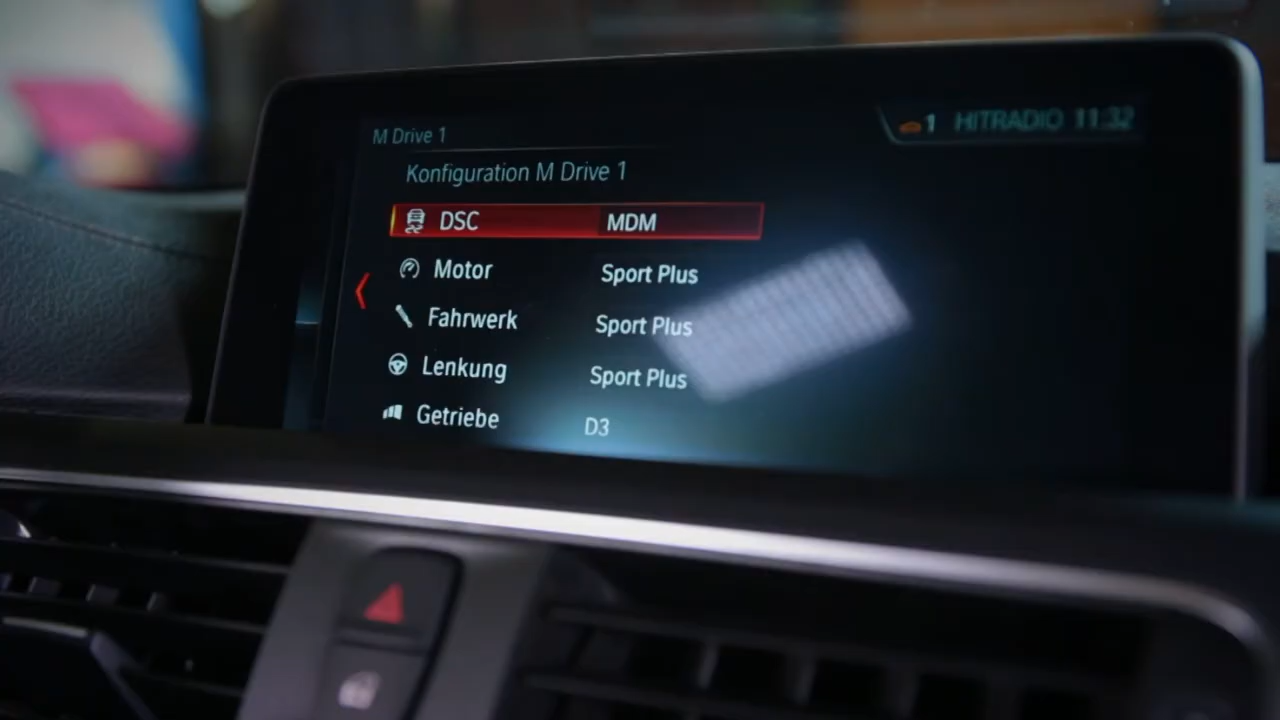 M Drive 1
1 HITRADIO 11:32
Konfiguration M Drive 1
DSC MDM
Motor Sport Plus
Fahrwerk Sport Plus
Lenkung Sport Plus
Getriebe D3